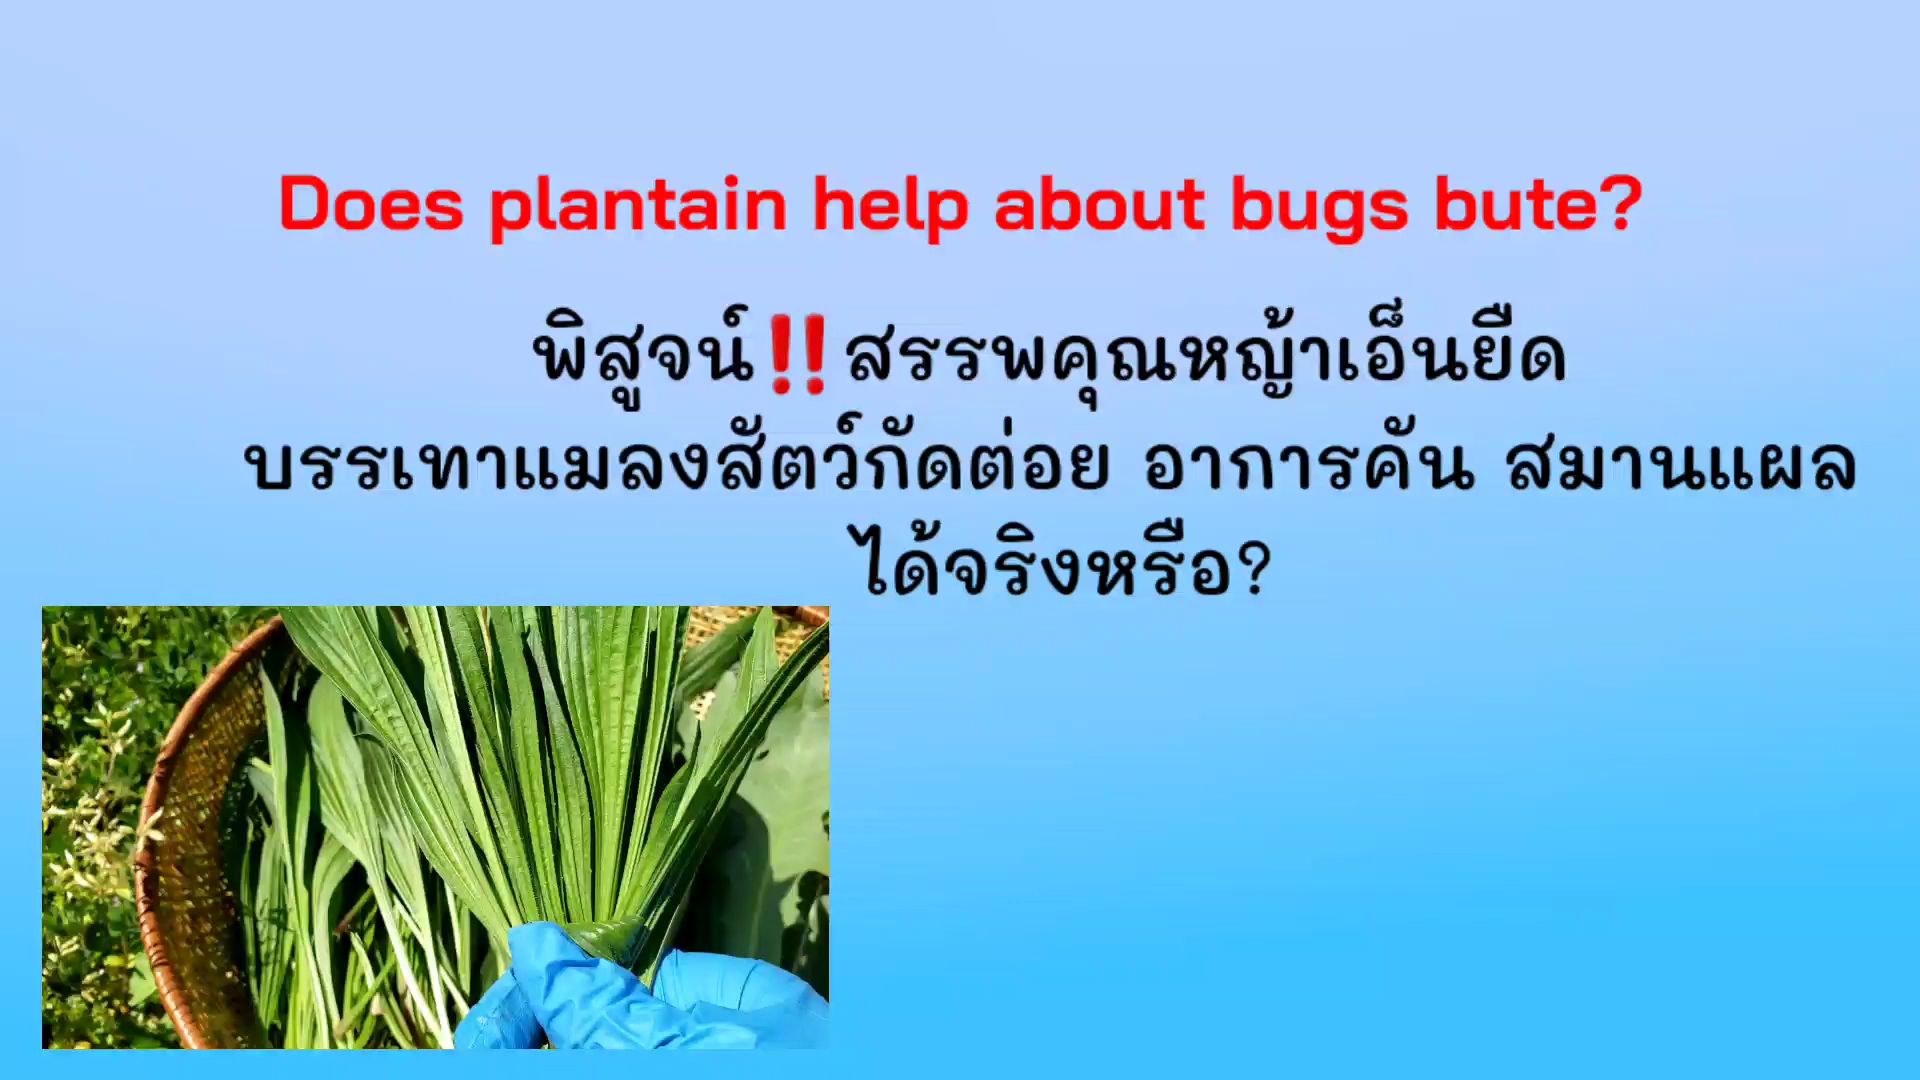 Does plantain help about bugs bute?
พิสูจน์‼️สรรพคุณหญ้าเอ็นยืด
บรรเทาแมลงสัตว์กัดต่อย อาการคัน สมานแผล
ได้จริงหรือ?